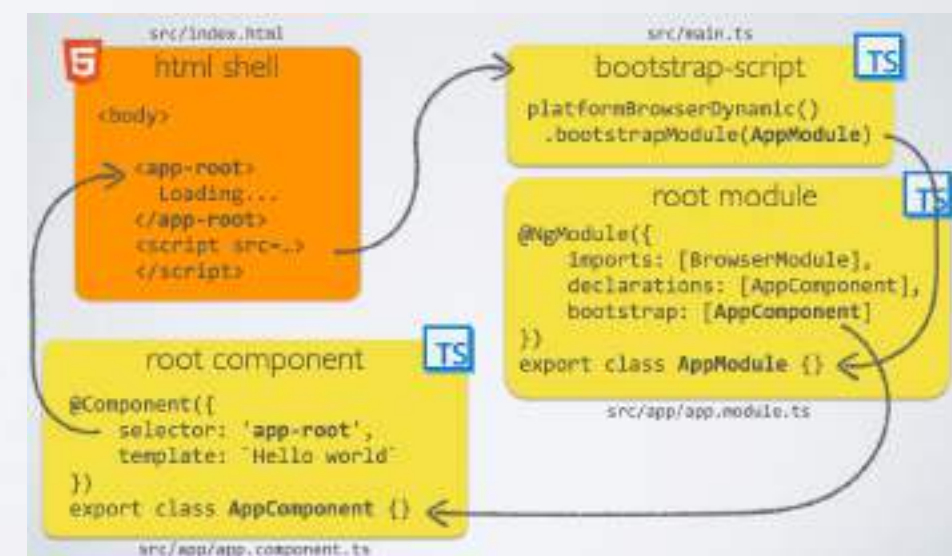 src/index.html
5
html shell
<body>
<app-root>
Loading...
</app-root>
<script src=…>
</script>
src/main.ts
TS
bootstrap-script
platformBrowserDynamic()
.bootstrapModule(AppModule)
TS
root module
@NgModule({
imports: [BrowserModule],
declarations: [AppComponent],
bootstrap: [AppComponent]
})
export class AppModule {}
src/app/app.module.ts
TS
root component
@Component({
selector: 'app-root',
template: `Hello world`
})
export class AppComponent {}
src/app/app.component.ts